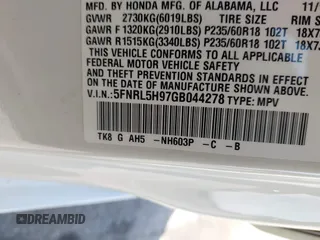 MFD. BY HONDA MFG. OF ALABAMA, LLC 11/
GVWR 2730KG(6019LBS) TIRE SIZE RIM S
GAWR F 1320KG(2910LBS) P235/60R18 102T 18X7.
GAWR R1515KG(3340LBS) P235/60R18 102T 18X7.
THIS VEHICLE CONFORMS TO ALL APPLICABLE
FEDERAL MOTOR VEHICLE SAFETY AND
THEFT PREVENTION STANDARDS IN EFFECT ON
THE DATE OF MANUFACTURE SHOWN ABOVE.
V.I.N.:5FNRL5H97GB044278 TYPE: MPV
TK8 G AH5 -NH603P -C -B
DREAMBID